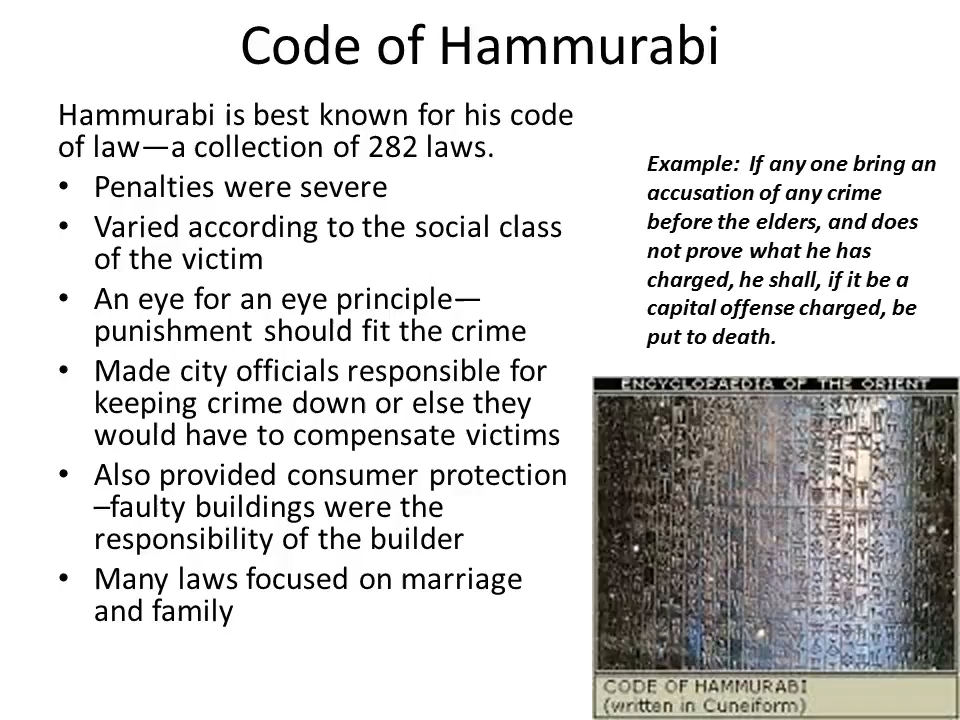 Code of Hammurabi
Hammurabi is best known for his code
of law—a collection of 282 laws.
• Penalties were severe
• Varied according to the social class
of the victim
• An eye for an eye principle—
punishment should fit the crime
• Made city officials responsible for
keeping crime down or else they
would have to compensate victims
• Also provided consumer protection
–faulty buildings were the
responsibility of the builder
• Many laws focused on marriage
and family
Example: If any one bring an
accusation of any crime
before the elders, and does
not prove what he has
charged, he shall, if it be a
capital offense charged, be
put to death.
ENCYCLOPAEDIA OF THE ORIENT
CODE OF HAMMURABI
(written in Cuneiform)